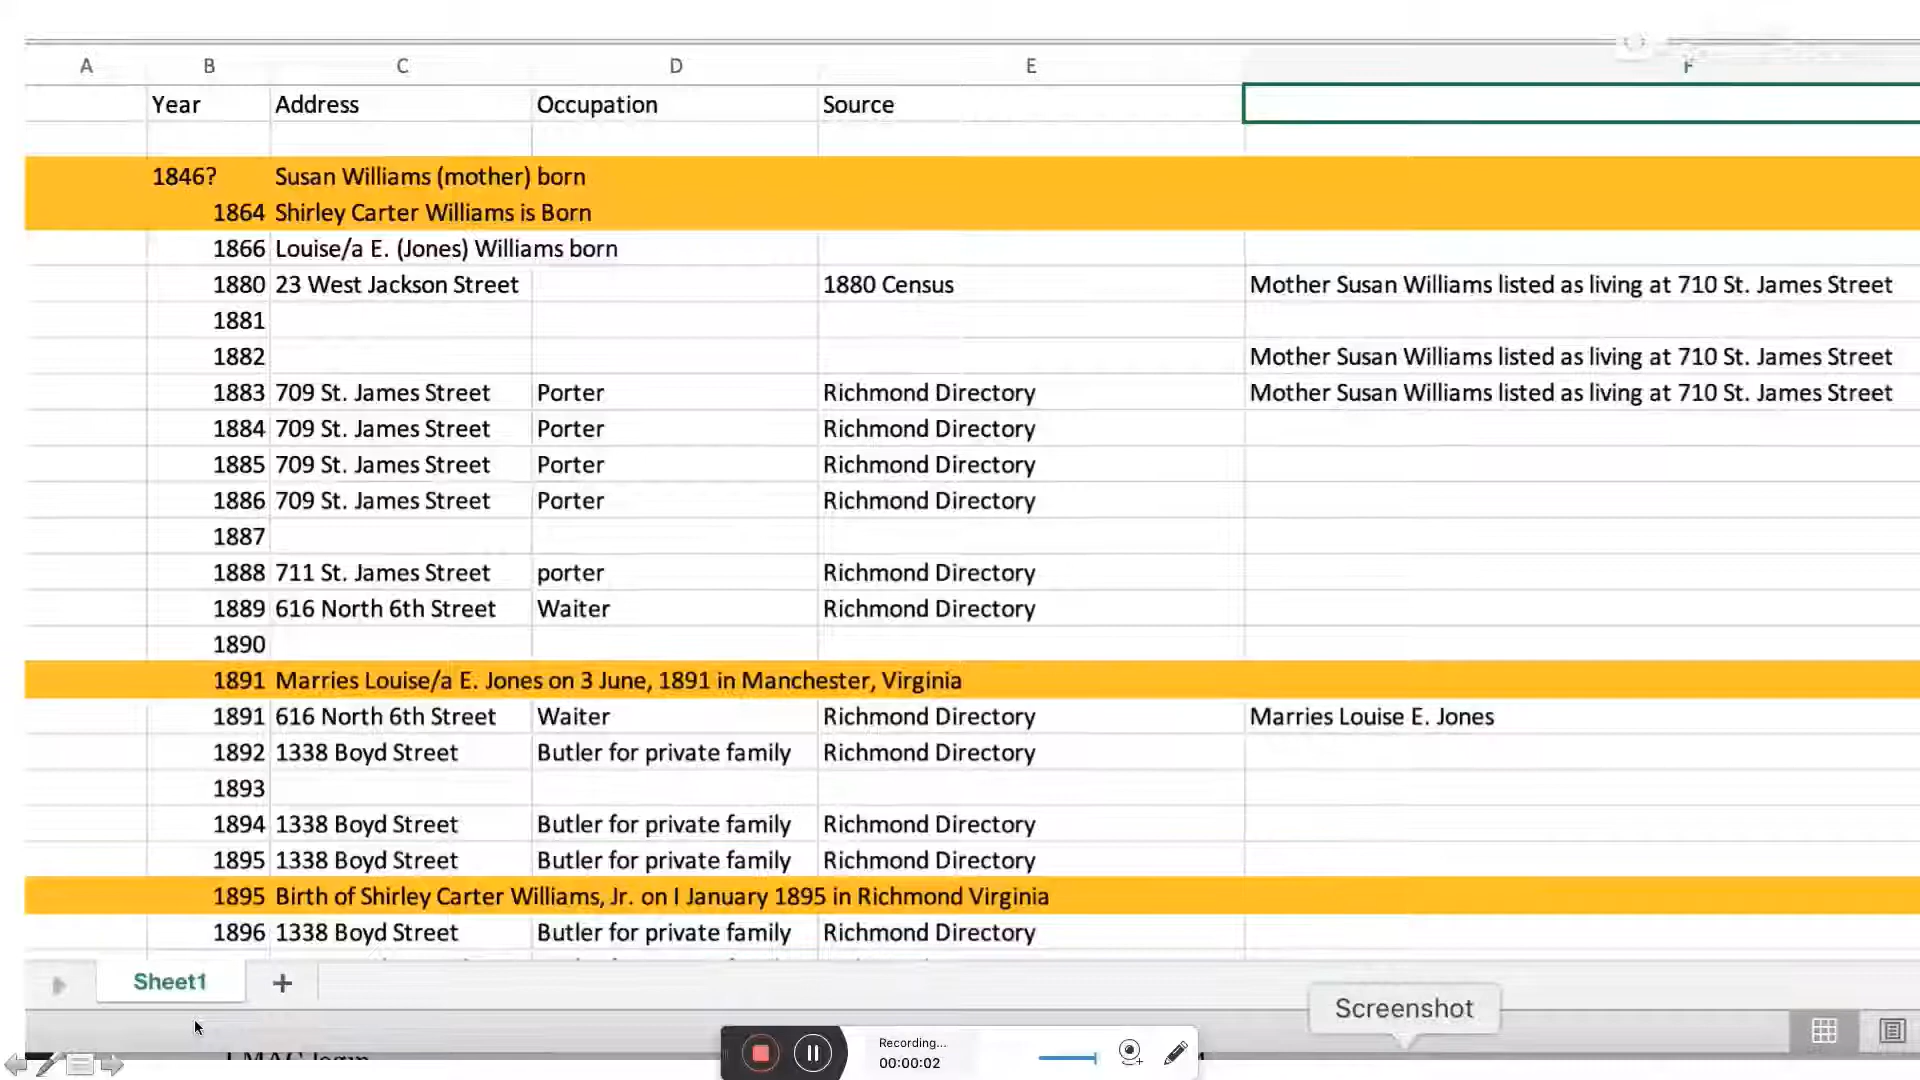 A B C D E F
Year Address Occupation Source
1846? Susan Williams (mother) born
1864 Shirley Carter Williams is Born
1866 Louise/a E. (Jones) Williams born
1880 23 West Jackson Street 1880 Census Mother Susan Williams listed as living at 710 St. James Street
1881
1882 Mother Susan Williams listed as living at 710 St. James Street
1883 709 St. James Street Porter Richmond Directory Mother Susan Williams listed as living at 710 St. James Street
1884 709 St. James Street Porter Richmond Directory
1885 709 St. James Street Porter Richmond Directory
1886 709 St. James Street Porter Richmond Directory
1887
1888 711 St. James Street porter Richmond Directory
1889 616 North 6th Street Waiter Richmond Directory
1890
1891 Marries Louise/a E. Jones on 3 June, 1891 in Manchester, Virginia
1891 616 North 6th Street Waiter Richmond Directory Marries Louise E. Jones
1892 1338 Boyd Street Butler for private family Richmond Directory
1893
1894 1338 Boyd Street Butler for private family Richmond Directory
1895 1338 Boyd Street Butler for private family Richmond Directory
1895 Birth of Shirley Carter Williams, Jr. on I January 1895 in Richmond Virginia
1896 1338 Boyd Street Butler for private family Richmond Directory
Sheet1 +
Screenshot
Recording...
00:00:02